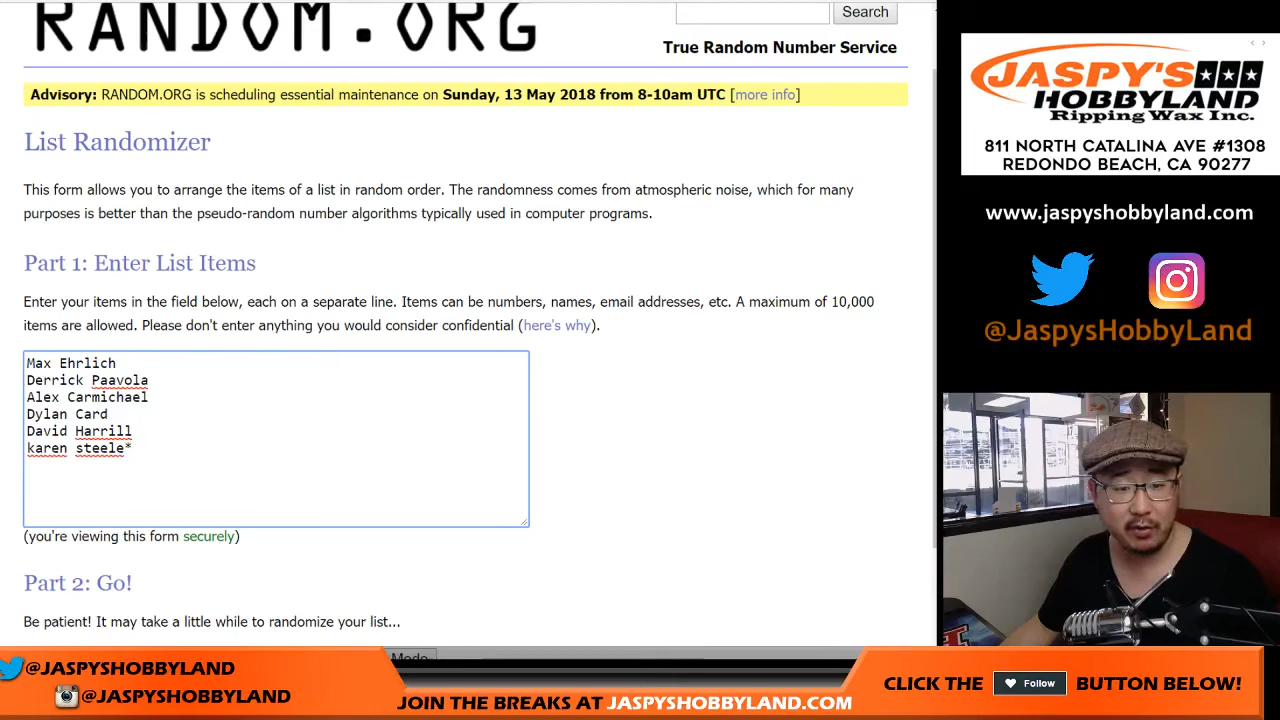 RANDOM.ORG
Search
True Random Number Service
Advisory: RANDOM.ORG is scheduling essential maintenance on Sunday, 13 May 2018 from 8-10am UTC [more info]
List Randomizer
This form allows you to arrange the items of a list in random order. The randomness comes from atmospheric noise, which for many
purposes is better than the pseudo-random number algorithms typically used in computer programs.
Part 1: Enter List Items
Enter your items in the field below, each on a separate line. Items can be numbers, names, email addresses, etc. A maximum of 10,000
items are allowed. Please don't enter anything you would consider confidential (here's why).
Max Ehrlich
Derrick Paavola
Alex Carmichael
Dylan Card
David Harrill
karen steele*
(you're viewing this form securely)
Part 2: Go!
Be patient! It may take a little while to randomize your list...
JASPY'S
HOBBYLAND
Ripping Wax Inc.
811 NORTH CATALINA AVE #1308
REDONDO BEACH, CA 90277
www.jaspyshobbyland.com
@JaspysHobbyLand
@JASPYSHOBBYLAND
@JASPYSHOBBYLAND
JOIN THE BREAKS AT JASPYSHOBBYLAND.COM
CLICK THE Follow BUTTON BELOW!